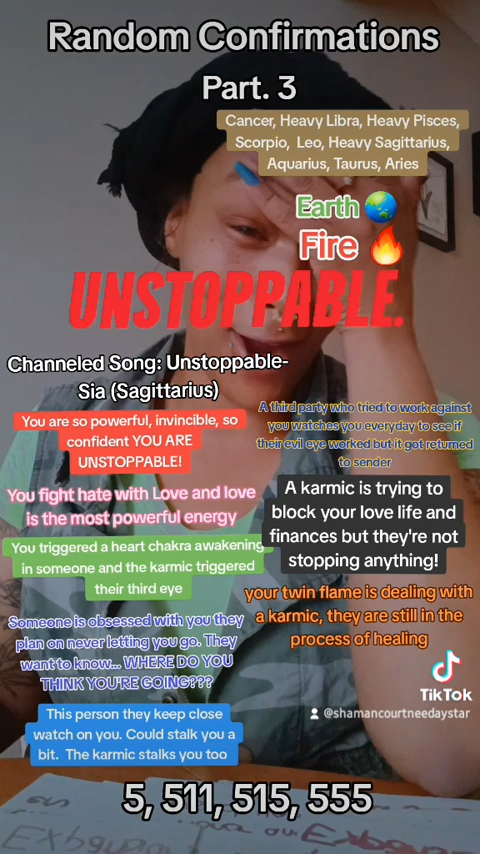 Random Confirmations
Part. 3
Cancer, Heavy Libra, Heavy Pisces,
Scorpio, Leo, Heavy Sagittarius,
Aquarius, Taurus, Aries
Earth 🌏
Fire 🔥
UNSTOPPABLE.
Channeled Song: Unstoppable-
Sia (Sagittarius)
You are so powerful, invincible, so
confident YOU ARE
UNSTOPPABLE!
You fight hate with Love and love
is the most powerful energy
You triggered a heart chakra awakening
in someone and the karmic triggered
their third eye
Someone is obsessed with you they
plan on never letting you go. They
want to know... WHERE DO YOU
THINK YOU'RE GOING???
This person they keep close
watch on you. Could stalk you a
bit. The karmic stalks you too
A third party who tried to work against
you watches you everyday to see if
their evil eye worked but it got returned
to sender
A karmic is trying to
block your love life and
finances but they're not
stopping anything!
your twin flame is dealing with
a karmic, they are still in the
process of healing
TikTok
@shamancourtneedaystar
5, 511, 515, 555